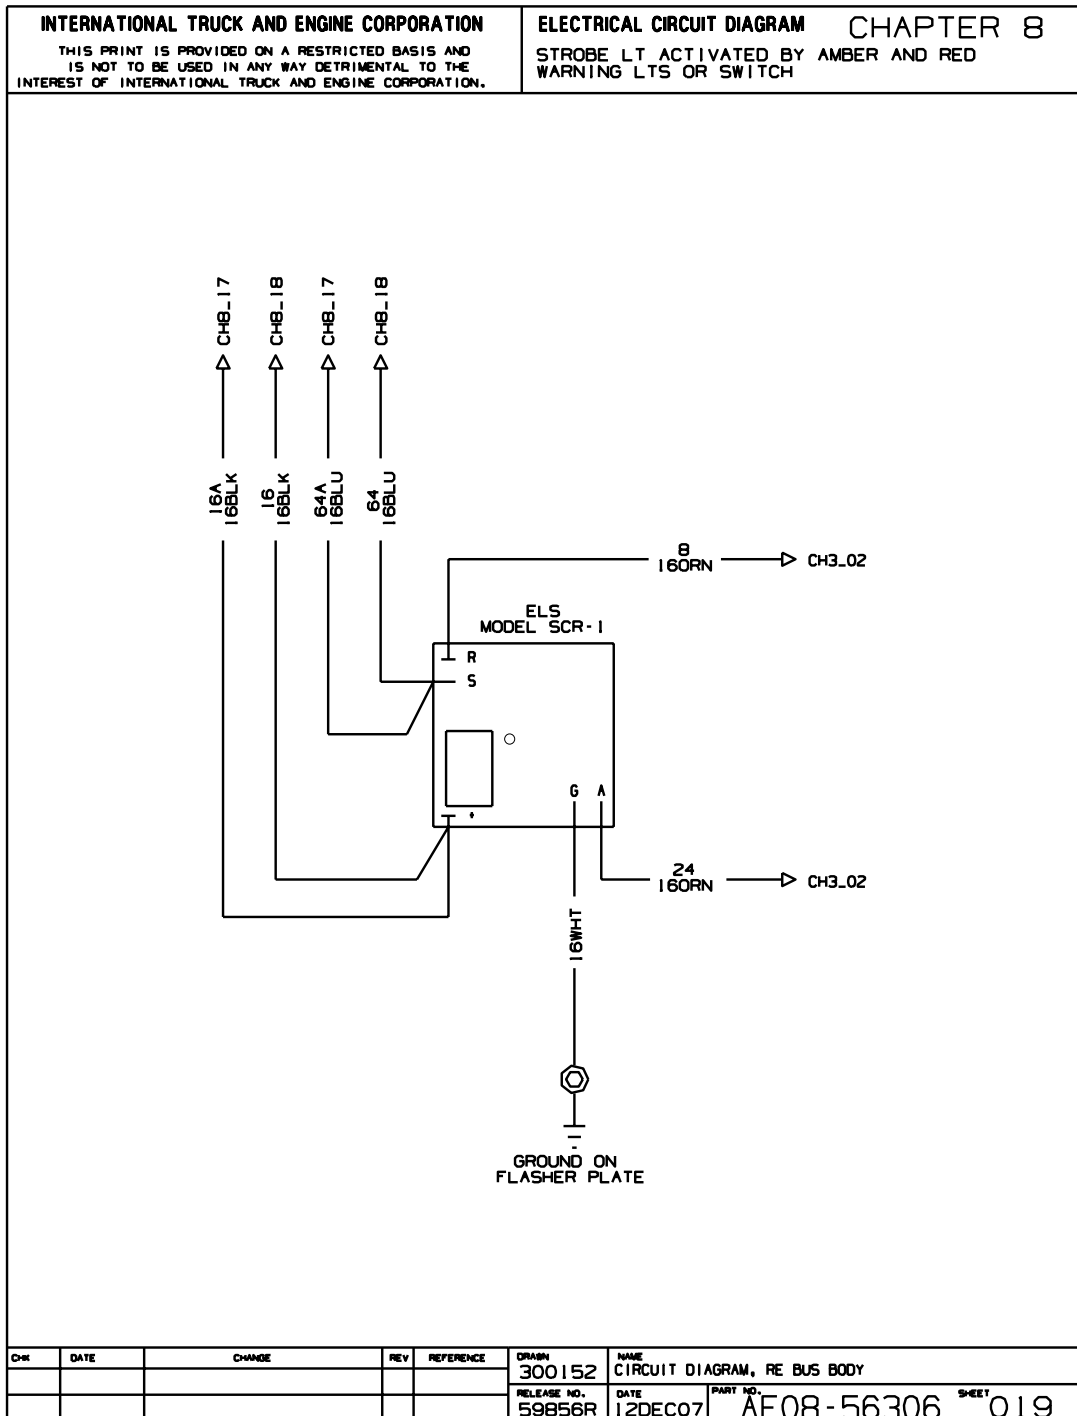 INTERNATIONAL TRUCK AND ENGINE CORPORATION
THIS PRINT IS PROVIDED ON A RESTRICTED BASIS AND
IS NOT TO BE USED IN ANY WAY DETRIMENTAL TO THE
INTEREST OF INTERNATIONAL TRUCK AND ENGINE CORPORATION.
ELECTRICAL CIRCUIT DIAGRAM CHAPTER 8
STROBE LT ACTIVATED BY AMBER AND RED
WARNING LTS OR SWITCH
CH8_17
CH8_18
CH8_17
CH8_18
16A
16BLK
16
16BLK
64A
16BLU
64
16BLU
8
16ORN
CH3_02
ELS
MODEL SCR-1
R
S
G A
+
24
16ORN
CH3_02
16WHT
GROUND ON
FLASHER PLATE
CHK DATE CHANGE REV REFERENCE
DRAWN
300152
NAME
CIRCUIT DIAGRAM, RE BUS BODY
RELEASE NO.
59856R
DATE
12DEC07
PART NO.
AE08-56306
SHEET
019